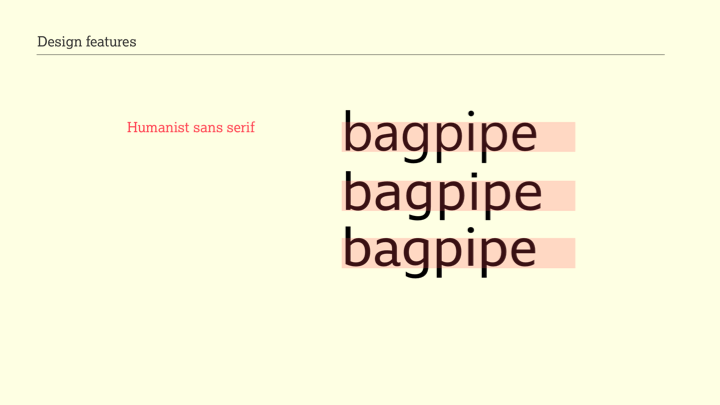 Design features
Humanist sans serif
bagpipe
bagpipe
bagpipe